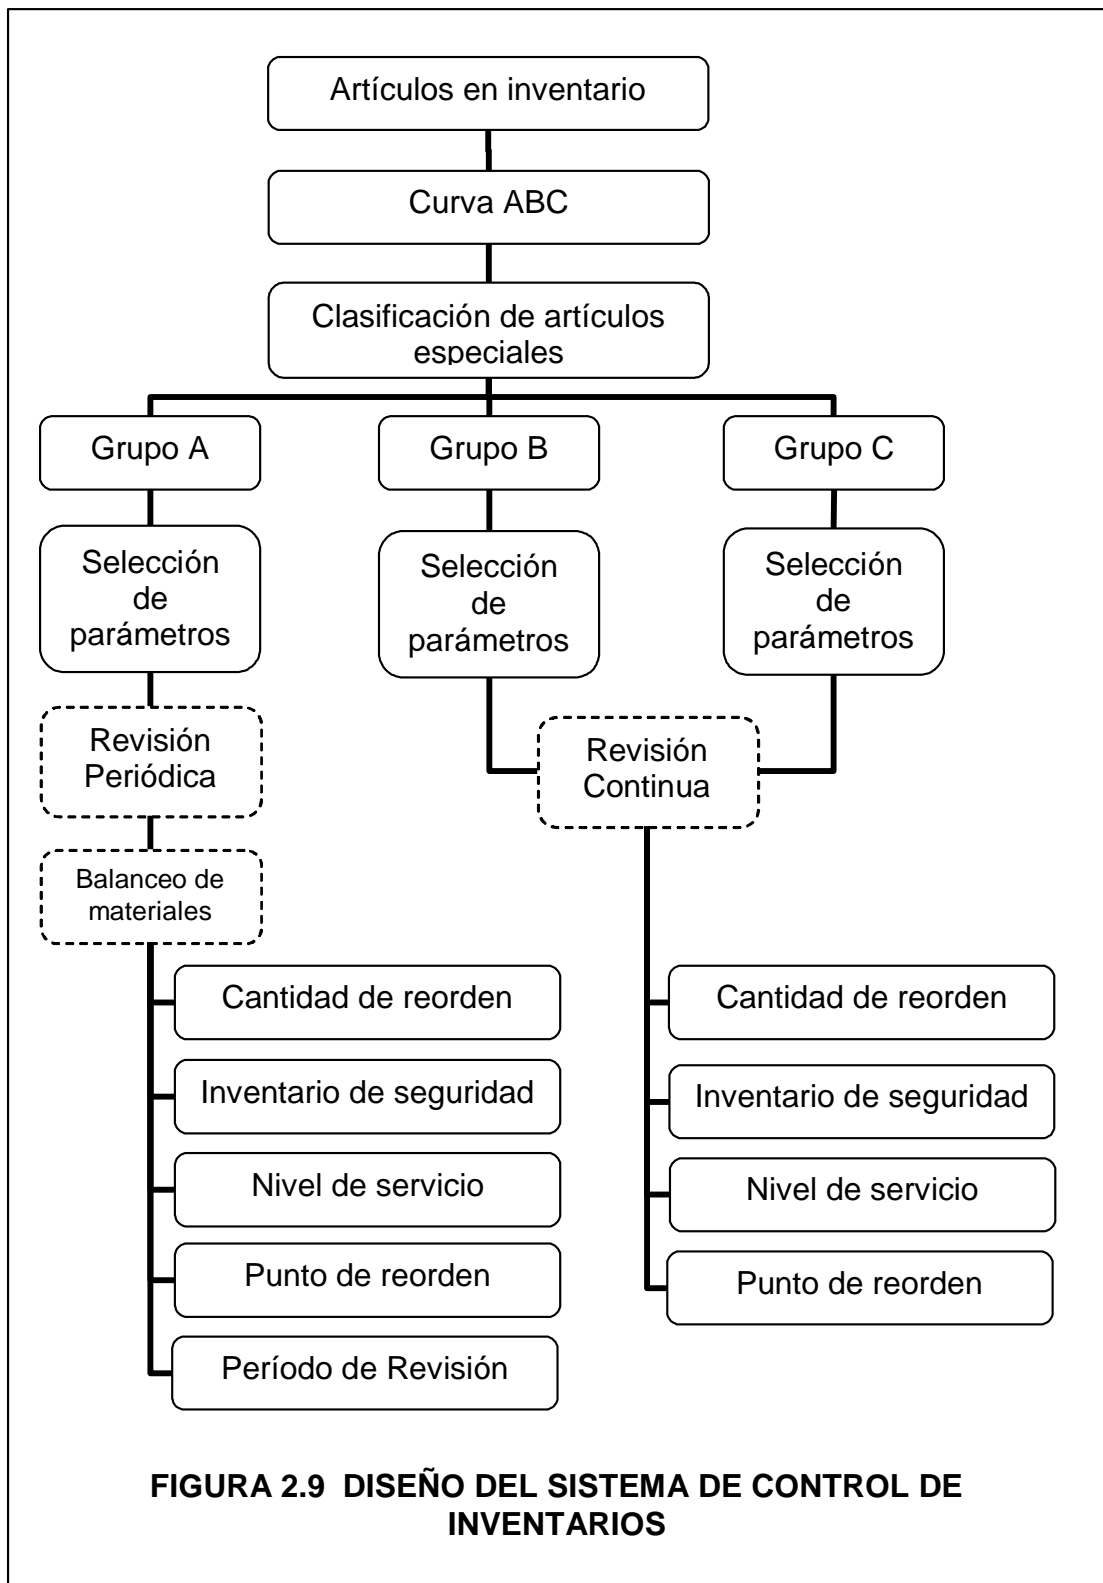 Artículos en inventario
Curva ABC
Clasificación de artículos
especiales
Grupo A
Grupo B
Grupo C
Selección
de
parámetros
Selección
de
parámetros
Selección
de
parámetros
Revisión
Periódica
Revisión
Continua
Balanceo de
materiales
Cantidad de reorden
Inventario de seguridad
Nivel de servicio
Punto de reorden
Período de Revisión
Cantidad de reorden
Inventario de seguridad
Nivel de servicio
Punto de reorden
FIGURA 2.9 DISEÑO DEL SISTEMA DE CONTROL DE
INVENTARIOS